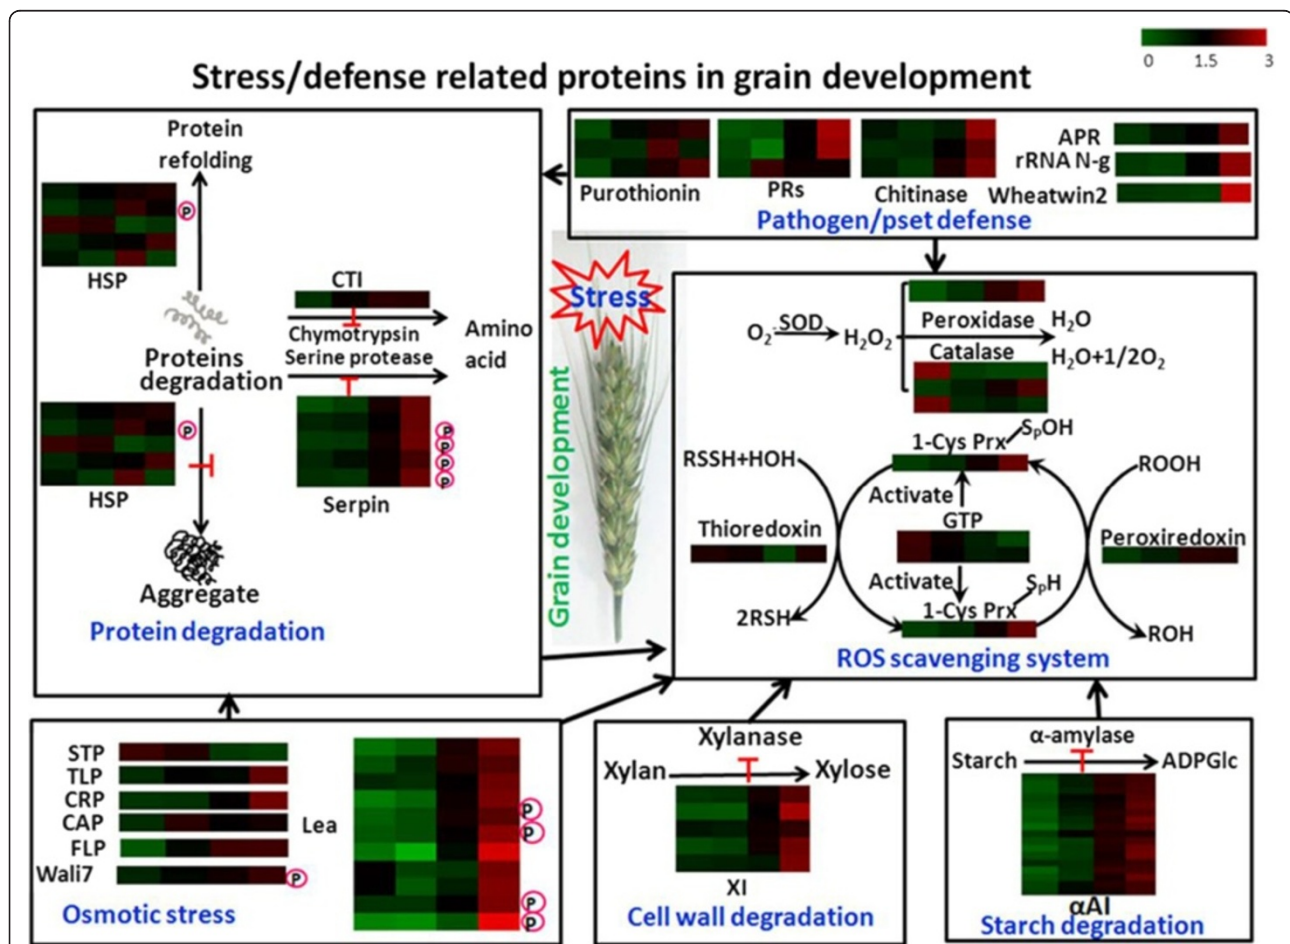 0 1.5 3
Stress/defense related proteins in grain development
Protein
refolding
P
HSP
CTI
Chymotrypsin
Serine protease
Amino
acid
Proteins
degradation
P
HSP
P
P
P
P
Serpin
Aggregate
Protein degradation
Purothionin
PRs
Chitinase
APR
rRNA N-g
Wheatwin2
Pathogen/pset defense
Stress
Grain development
O₂⁻ SOD H₂O₂
Peroxidase
H₂O
Catalase
H₂O+1/2O₂
1-Cys Prx SₚOH
RSSH+HOH
ROOH
Activate
GTP
Thioredoxin
Peroxiredoxin
Activate
SₚH
1-Cys Prx
2RSH
ROH
ROS scavenging system
STP
TLP
CRP
CAP
FLP
Wali7
P
Lea
P
P
P
P
Osmotic stress
Xylanase
Xylan
Xylose
XI
Cell wall degradation
α-amylase
Starch
ADPGlc
αAI
Starch degradation